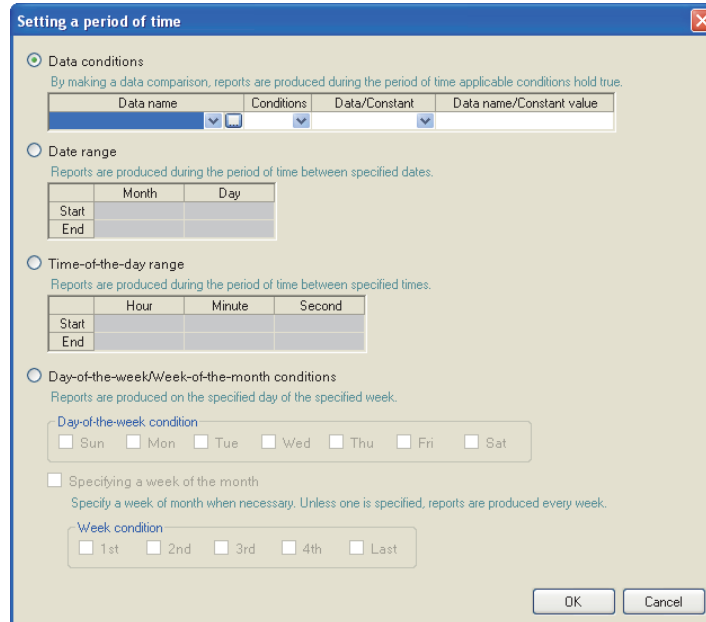 Setting a period of time
Data conditions
By making a data comparison, reports are produced during the period of time applicable conditions hold true.
Data name Conditions Data/Constant Data name/Constant value
Date range
Reports are produced during the period of time between specified dates.
Month Day
Start
End
Time-of-the-day range
Reports are produced during the period of time between specified times.
Hour Minute Second
Start
End
Day-of-the-week/Week-of-the-month conditions
Reports are produced on the specified day of the specified week.
Day-of-the-week condition
Sun Mon Tue Wed Thu Fri Sat
Specifying a week of the month
Specify a week of month when necessary. Unless one is specified, reports are produced every week.
Week condition
1st 2nd 3rd 4th Last
OK Cancel